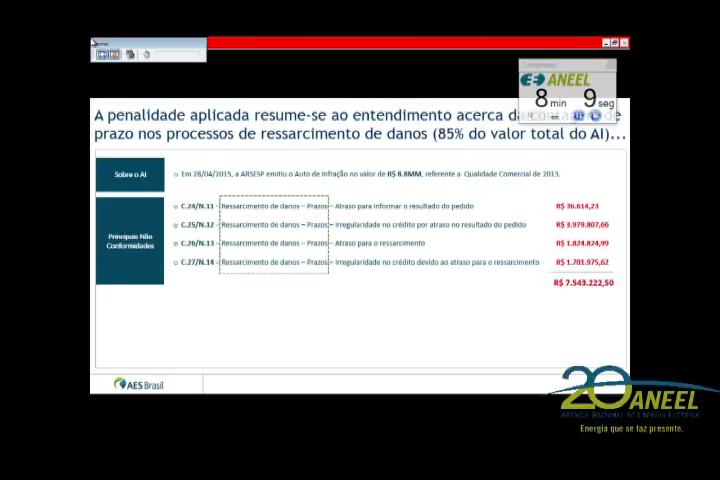 ANEEL
8 min 9 seg
A penalidade aplicada resume-se ao entendimento acerca da contagem de
prazo nos processos de ressarcimento de danos (85% do valor total do AI)...
Sobre o AI
Em 28/04/2015, a ARSESP emitiu o Auto de Infração no valor de R$ 8.8MM, referente a Qualidade Comercial de 2013.
Principais Não
Conformidades
C.24/N.11 - Ressarcimento de danos – Prazos – Atraso para informar o resultado do pedido R$ 36.614,23
C.25/N.12 - Ressarcimento de danos – Prazos – Irregularidade no crédito por atraso no resultado do pedido R$ 3.979.807,66
C.26/N.13 - Ressarcimento de danos – Prazos – Atraso para o ressarcimento R$ 1.824.824,99
C.27/N.14 - Ressarcimento de danos – Prazos – Irregularidade no crédito devido ao atraso para o ressarcimento R$ 1.701.975,62
R$ 7.543.222,50
AES Brasil
20 ANEEL
AGÊNCIA NACIONAL DE ENERGIA ELÉTRICA
Energia que se faz presente.